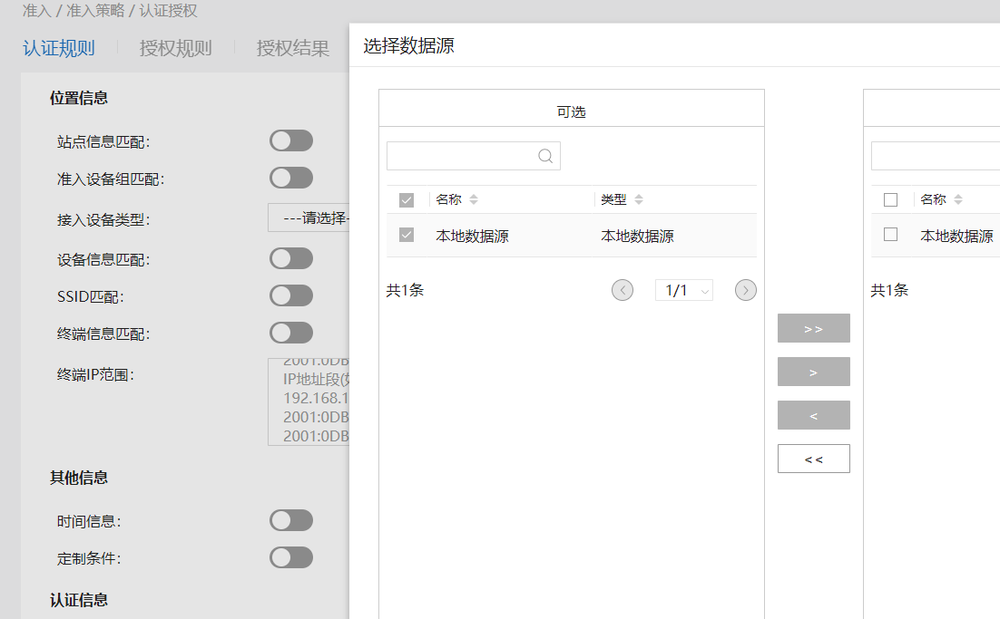 准入 / 准入策略 / 认证授权
认证规则 授权规则 授权结果
位置信息
站点信息匹配:
准入设备组匹配:
接入设备类型:
---请选择-
设备信息匹配:
SSID匹配:
终端信息匹配:
终端IP范围:
2001:0DB
IP地址段(如
192.168.1
2001:0DB
2001:0DB
其他信息
时间信息:
定制条件:
认证信息
选择数据源
可选
名称 类型
本地数据源 本地数据源
共1条
1/1
>>
>
<
<<
名称
本地数据源
共1条